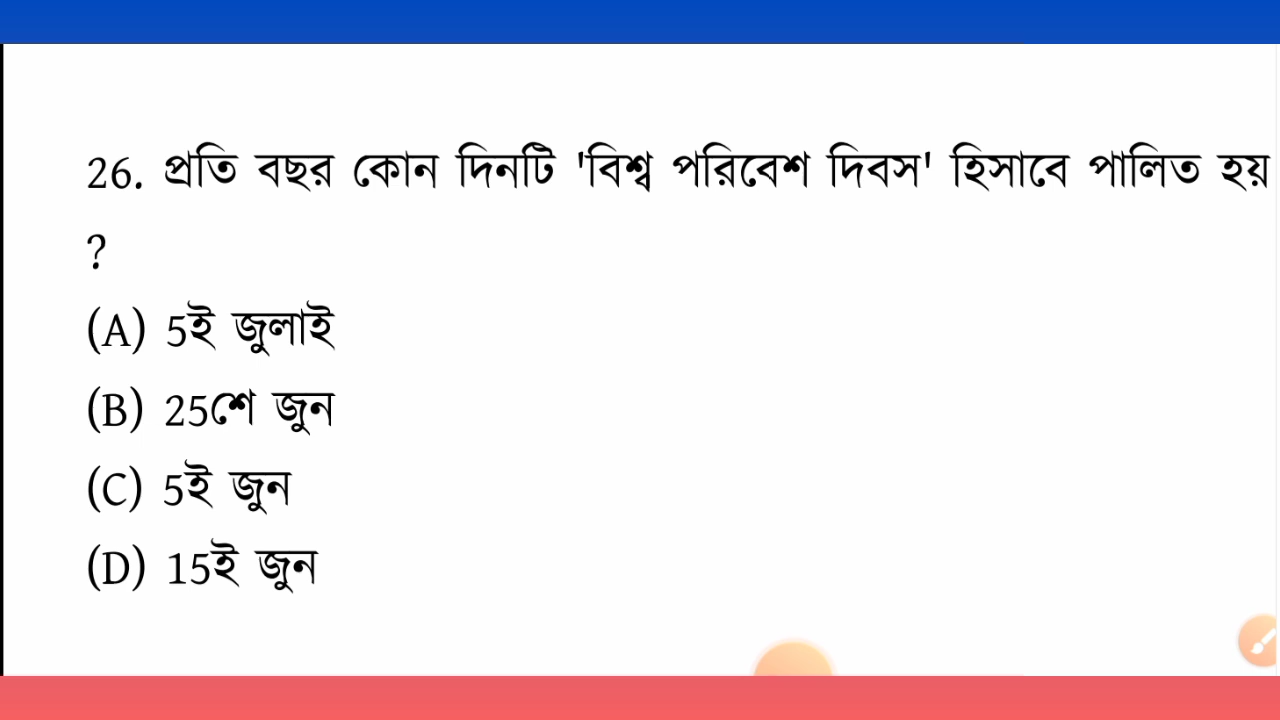 26. প্রতি বছর কোন দিনটি 'বিশ্ব পরিবেশ দিবস' হিসাবে পালিত হয়
?
(A) 5ই জুলাই
(B) 25শে জুন
(C) 5ই জুন
(D) 15ই জুন